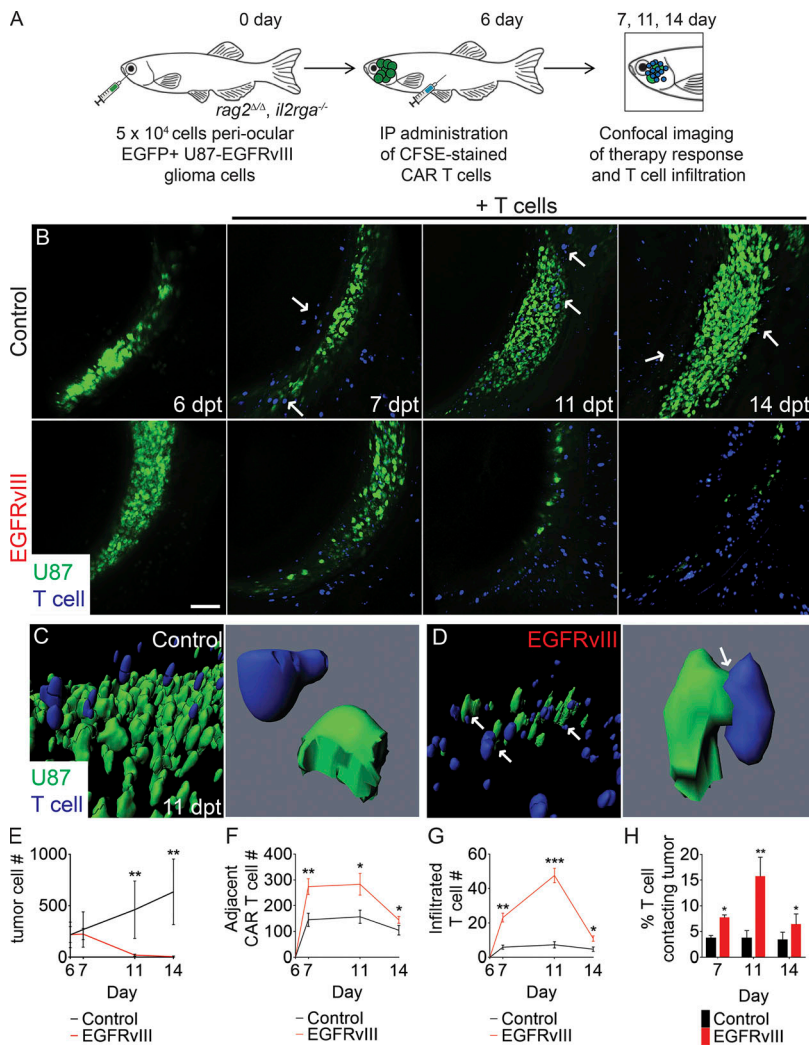 A
0 day
6 day
7, 11, 14 day
rag2Δ/Δ, il2rga-/-
5 x 10⁴ cells peri-ocular
EGFP+ U87-EGFRvIII
glioma cells
IP administration
of CFSE-stained
CAR T cells
Confocal imaging
of therapy response
and T cell infiltration
+ T cells
B
Control
6 dpt
7 dpt
11 dpt
14 dpt
EGFRvIII
U87
T cell
C
Control
U87
T cell
11 dpt
D
EGFRvIII
E
tumor cell #
1000
500
0
**
**
6 7 11 14
Day
Control
EGFRvIII
F
Adjacent
CAR T cell #
400
300
200
100
0
**
*
*
6 7 11 14
Day
Control
EGFRvIII
G
Infiltrated
T cell #
60
40
20
0
**
***
*
6 7 11 14
Day
Control
EGFRvIII
H
% T cell
contacting tumor
20
15
10
5
0
*
**
*
7 11 14
Day
Control
EGFRvIII